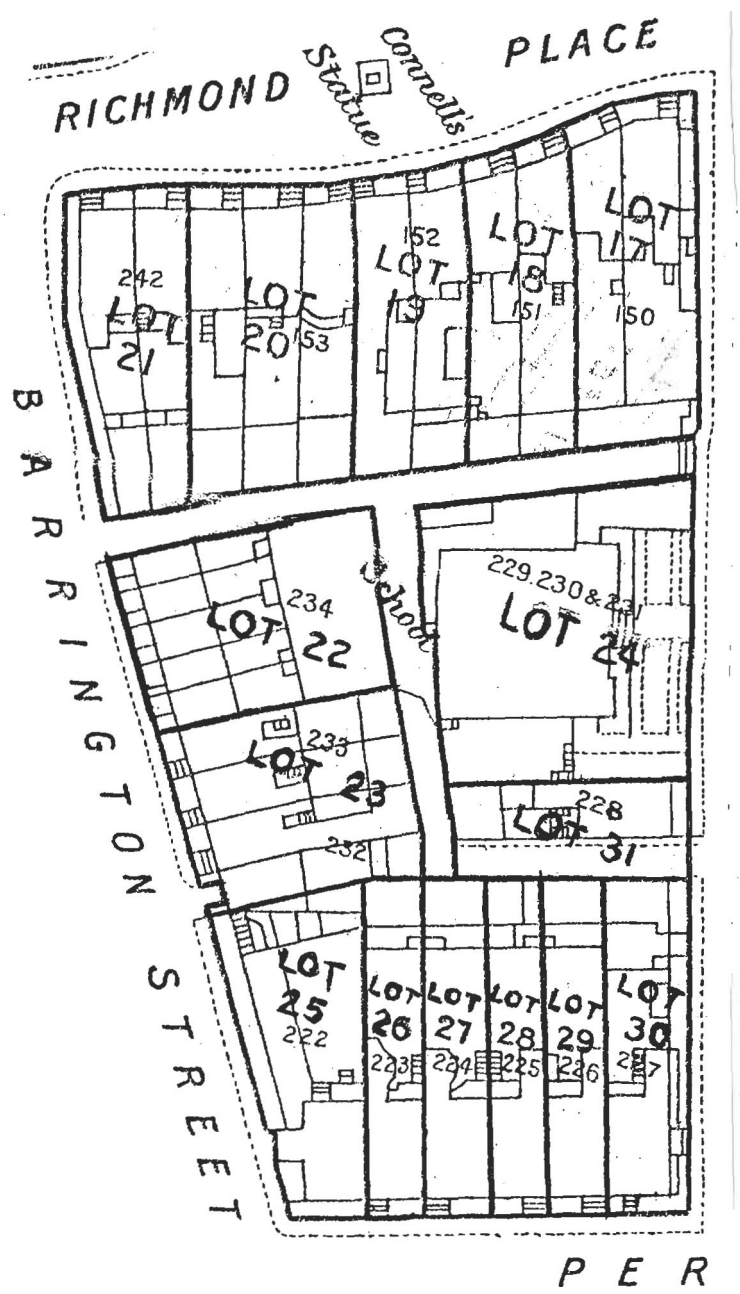 RICHMOND PLACE
Connell's
Statue
LOT
17
150
LOT
18
151
152
LOT
19
LOT
20
153
242
LOT
21
BARRINGTON STREET
School
234
LOT
22
229.230 & 231
LOT
24
233
LOT
23
232
228
LOT
31
LOT
25
222
LOT
26
223
LOT
27
224
LOT
28
225
LOT
29
226
LOT
30
227
PER